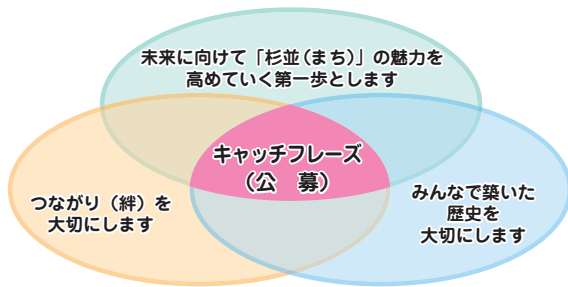 未来に向けて「杉並(まち)」の魅力を
高めていく第一歩とします
キャッチフレーズ
(公　募)
つながり(絆)を
大切にします
みんなで築いた
歴史を
大切にします